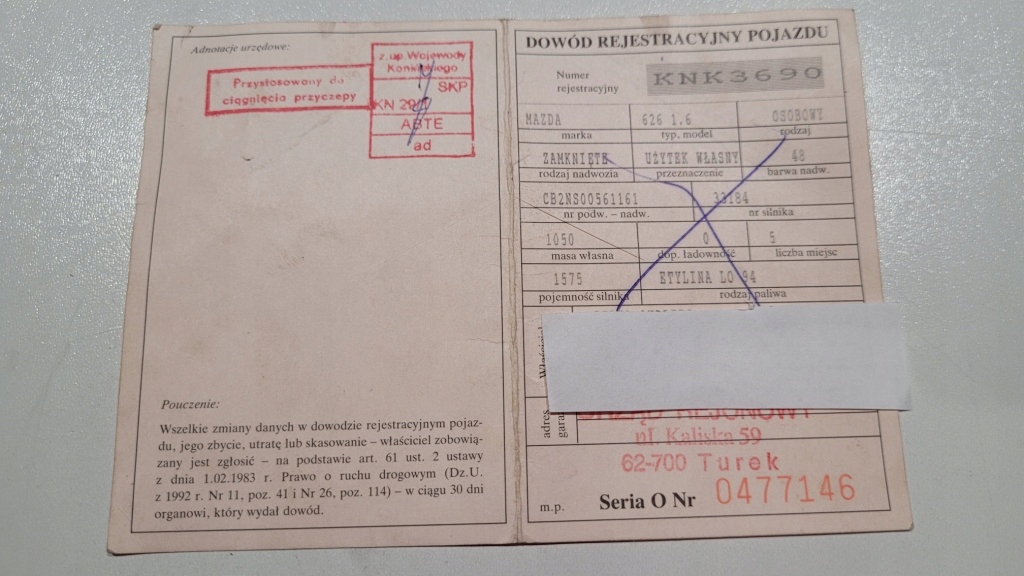 Adnotacje urzędowe:
Przystosowany do
ciągnięcia przyczepy
z up. Wojewody
Konińskiego
SKP
KN
ABTE
ad
Pouczenie:
Wszelkie zmiany danych w dowodzie rejestracyjnym pojaz-
du, jego zbycie, utratę lub skasowanie – właściciel zobowią-
zany jest zgłosić – na podstawie art. 61 ust. 2 ustawy
z dnia 1.02.1983 r. Prawo o ruchu drogowym (Dz.U.
z 1992 r. Nr 11, poz. 41 i Nr 26, poz. 114) – w ciągu 30 dni
organowi, który wydał dowód.
DOWÓD REJESTRACYJNY POJAZDU
Numer
rejestracyjny
KNK3690
MAZDA 626 1.6 OSOBOWY
marka typ, model rodzaj
ZAMKNIĘTE UŻYTEK WŁASNY 48
rodzaj nadwozia przeznaczenie barwa nadw.
CB2NS00561161
nr podw. – nadw. nr silnika
1050 0 5
masa własna dop. ładowność liczba miejsc
1575 ETYLINA LO 94
pojemność silnika rodzaj paliwa
adres
URZĄD REJONOWY
pl. Kaliska 59
62-700 Turek
m.p. Seria O Nr 0477146